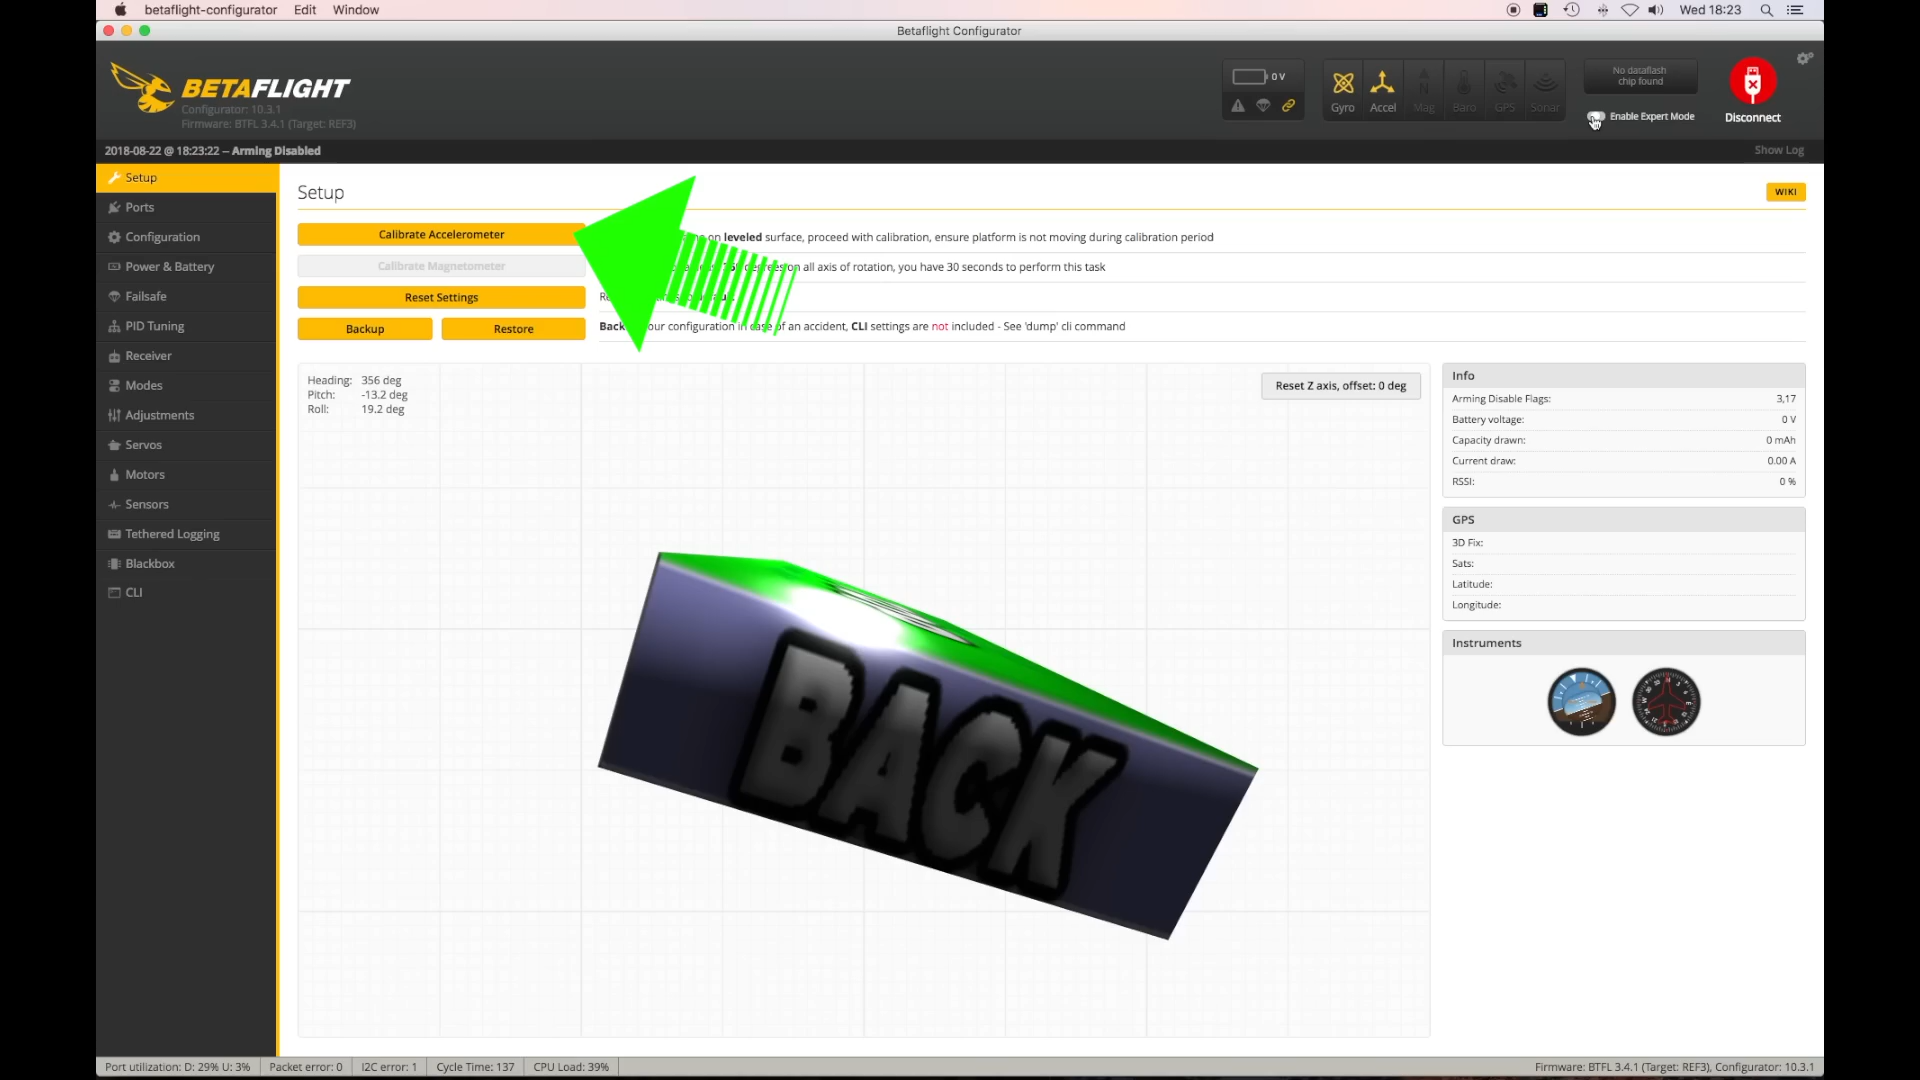 betaflight-configurator Edit Window
Wed 18:23
Betaflight Configurator
BETAFLIGHT
Configurator: 10.3.1
Firmware: BTFL 3.4.1 (Target: REF3)
0 V
Gyro Accel Mag Baro GPS Sonar
No dataflash
chip found
Enable Expert Mode
Disconnect
2018-08-22 @ 18:23:22 -- Arming Disabled
Show Log
Setup
Ports
Configuration
Power & Battery
Failsafe
PID Tuning
Receiver
Modes
Adjustments
Servos
Motors
Sensors
Tethered Logging
Blackbox
CLI
Setup
WIKI
Calibrate Accelerometer
on leveled surface, proceed with calibration, ensure platform is not moving during calibration period
Calibrate Magnetometer
degrees on all axis of rotation, you have 30 seconds to perform this task
Reset Settings
Backup
Restore
Back our configuration in case of an accident, CLI settings are not included - See 'dump' cli command
Heading: 356 deg
Pitch: -13.2 deg
Roll: 19.2 deg
Reset Z axis, offset: 0 deg
BACK
Info
Arming Disable Flags: 3,17
Battery voltage: 0 V
Capacity drawn: 0 mAh
Current draw: 0.00 A
RSSI: 0 %
GPS
3D Fix:
Sats:
Latitude:
Longitude:
Instruments
Port utilization: D: 29% U: 3%
Packet error: 0
I2C error: 1
Cycle Time: 137
CPU Load: 39%
Firmware: BTFL 3.4.1 (Target: REF3), Configurator: 10.3.1